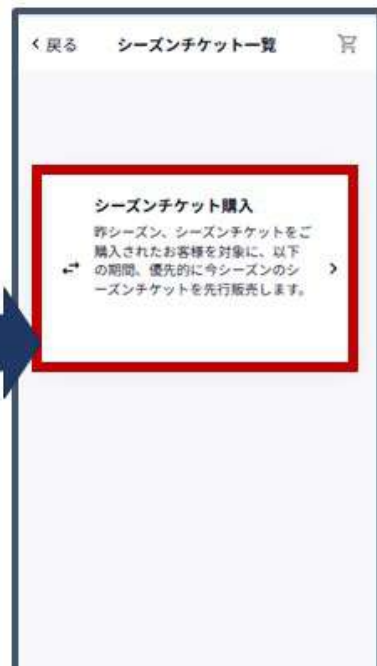 戻る シーズンチケット一覧
シーズンチケット購入
昨シーズン、シーズンチケットをご
購入されたお客様を対象に、以下
の期間、優先的に今シーズンのシ
ーズンチケットを先行販売します。